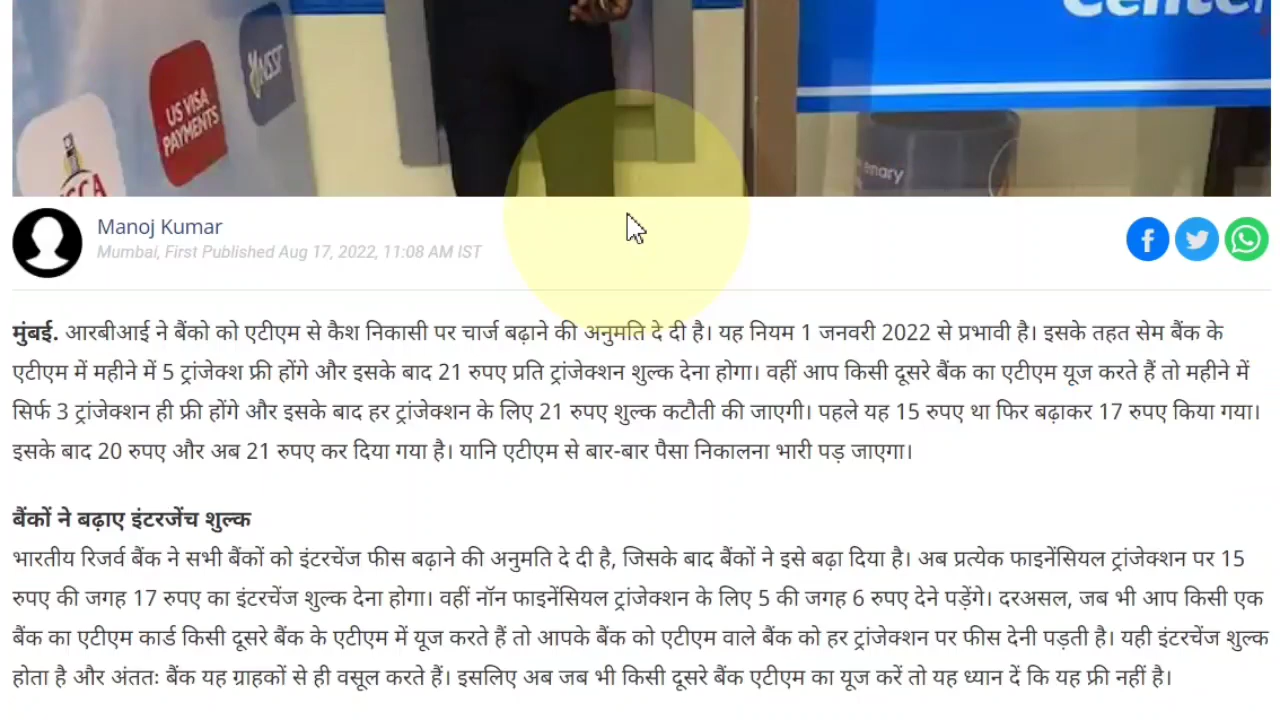 Center
NSST
US VISA
PAYMENTS
enary
Manoj Kumar
Mumbai, First Published Aug 17, 2022, 11:08 AM IST
मुंबई. आरबीआई ने बैंको को एटीएम से कैश निकासी पर चार्ज बढ़ाने की अनुमति दे दी है। यह नियम 1 जनवरी 2022 से प्रभावी है। इसके तहत सेम बैंक के
एटीएम में महीने में 5 ट्रांजेक्श फ्री होंगे और इसके बाद 21 रुपए प्रति ट्रांजेक्शन शुल्क देना होगा। वहीं आप किसी दूसरे बैंक का एटीएम यूज करते हैं तो महीने में
सिर्फ 3 ट्रांजेक्शन ही फ्री होंगे और इसके बाद हर ट्रांजेक्शन के लिए 21 रुपए शुल्क कटौती की जाएगी। पहले यह 15 रुपए था फिर बढ़ाकर 17 रुपए किया गया।
इसके बाद 20 रुपए और अब 21 रुपए कर दिया गया है। यानि एटीएम से बार-बार पैसा निकालना भारी पड़ जाएगा।
बैंकों ने बढ़ाए इंटरजेंच शुल्क
भारतीय रिजर्व बैंक ने सभी बैंकों को इंटरचेंज फीस बढ़ाने की अनुमति दे दी है, जिसके बाद बैंकों ने इसे बढ़ा दिया है। अब प्रत्येक फाइनेंसियल ट्रांजेक्शन पर 15
रुपए की जगह 17 रुपए का इंटरचेंज शुल्क देना होगा। वहीं नॉन फाइनेंसियल ट्रांजेक्शन के लिए 5 की जगह 6 रुपए देने पड़ेंगे। दरअसल, जब भी आप किसी एक
बैंक का एटीएम कार्ड किसी दूसरे बैंक के एटीएम में यूज करते हैं तो आपके बैंक को एटीएम वाले बैंक को हर ट्रांजेक्शन पर फीस देनी पड़ती है। यही इंटरचेंज शुल्क
होता है और अंततः बैंक यह ग्राहकों से ही वसूल करते हैं। इसलिए अब जब भी किसी दूसरे बैंक एटीएम का यूज करें तो यह ध्यान दें कि यह फ्री नहीं है।